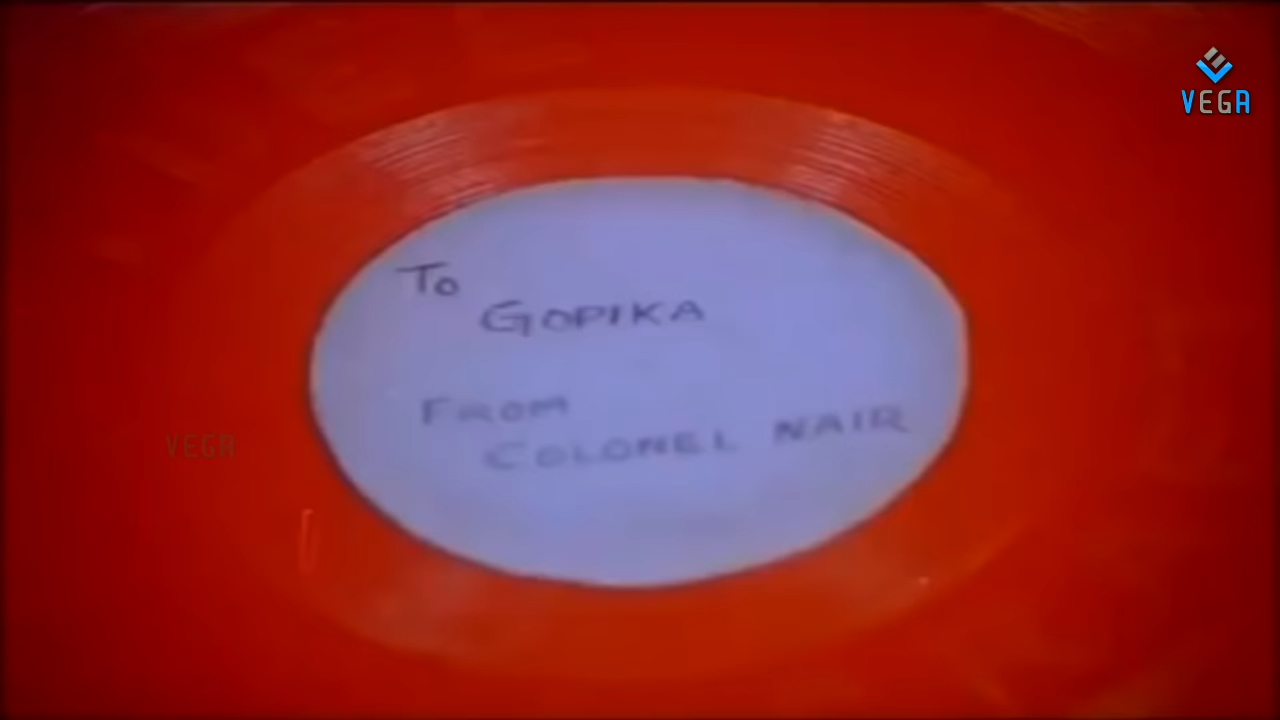 VEGA
To
GOPIKA
FROM
COLONEL NAIR
VEGA